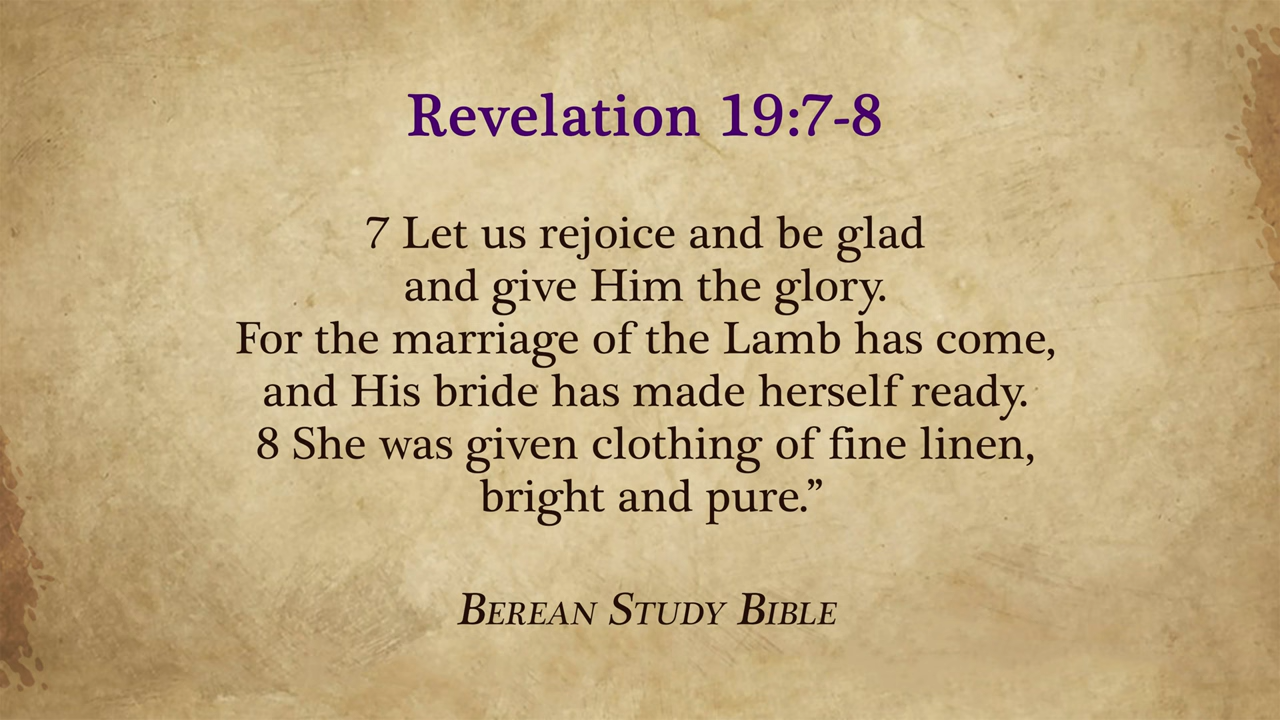 Revelation 19:7-8
7 Let us rejoice and be glad
and give Him the glory.
For the marriage of the Lamb has come,
and His bride has made herself ready.
8 She was given clothing of fine linen,
bright and pure.”
Berean Study Bible